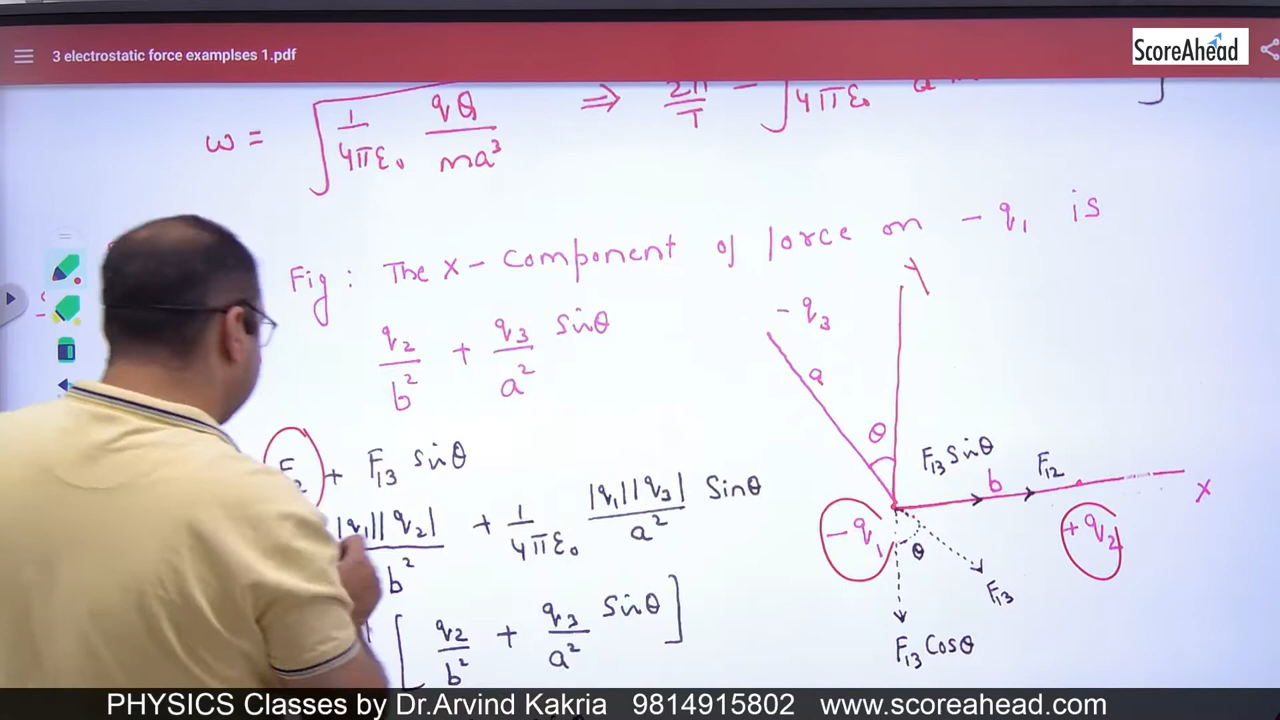 3 electrostatic force examplses 1.pdf
ScoreAhead
ω = √(1/4πε₀ qQ/ma³) ⇒ 2π/T = √4πε₀
Fig : The x - component of force on - q₁ is
q₂/b² + q₃/a² sinθ
+ F₁₃ sinθ
|q₁||q₂|/b² + 1/4πε₀ |q₁||q₃|/a² Sinθ
[q₂/b² + q₃/a² Sinθ]
Y
- q₃
a
θ
F₁₃ Sinθ
b
F₁₂
X
- q₁
+ q₂
θ
F₁₃
F₁₃ Cosθ
PHYSICS Classes by Dr.Arvind Kakria 9814915802 www.scoreahead.com